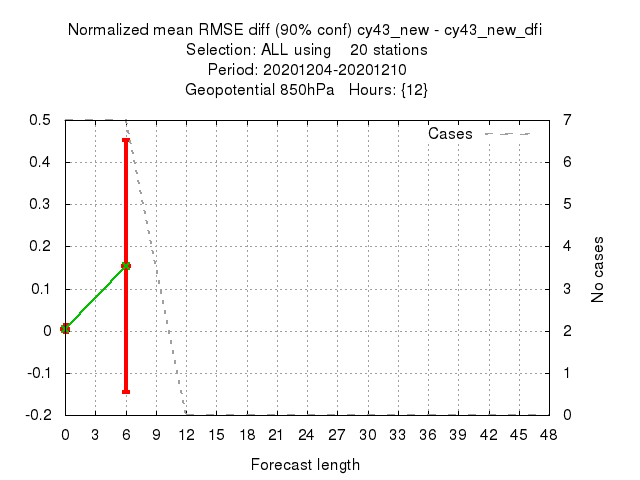 Normalized mean RMSE diff (90% conf) cy43_new - cy43_new_dfi
Selection: ALL using 20 stations
Period: 20201204-20201210
Geopotential 850hPa Hours: {12}
Cases
0.5
0.4
0.3
0.2
0.1
0
-0.1
-0.2
7
6
5
4
3
2
1
0
No cases
0 3 6 9 12 15 18 21 24 27 30 33 36 39 42 45 48
Forecast length